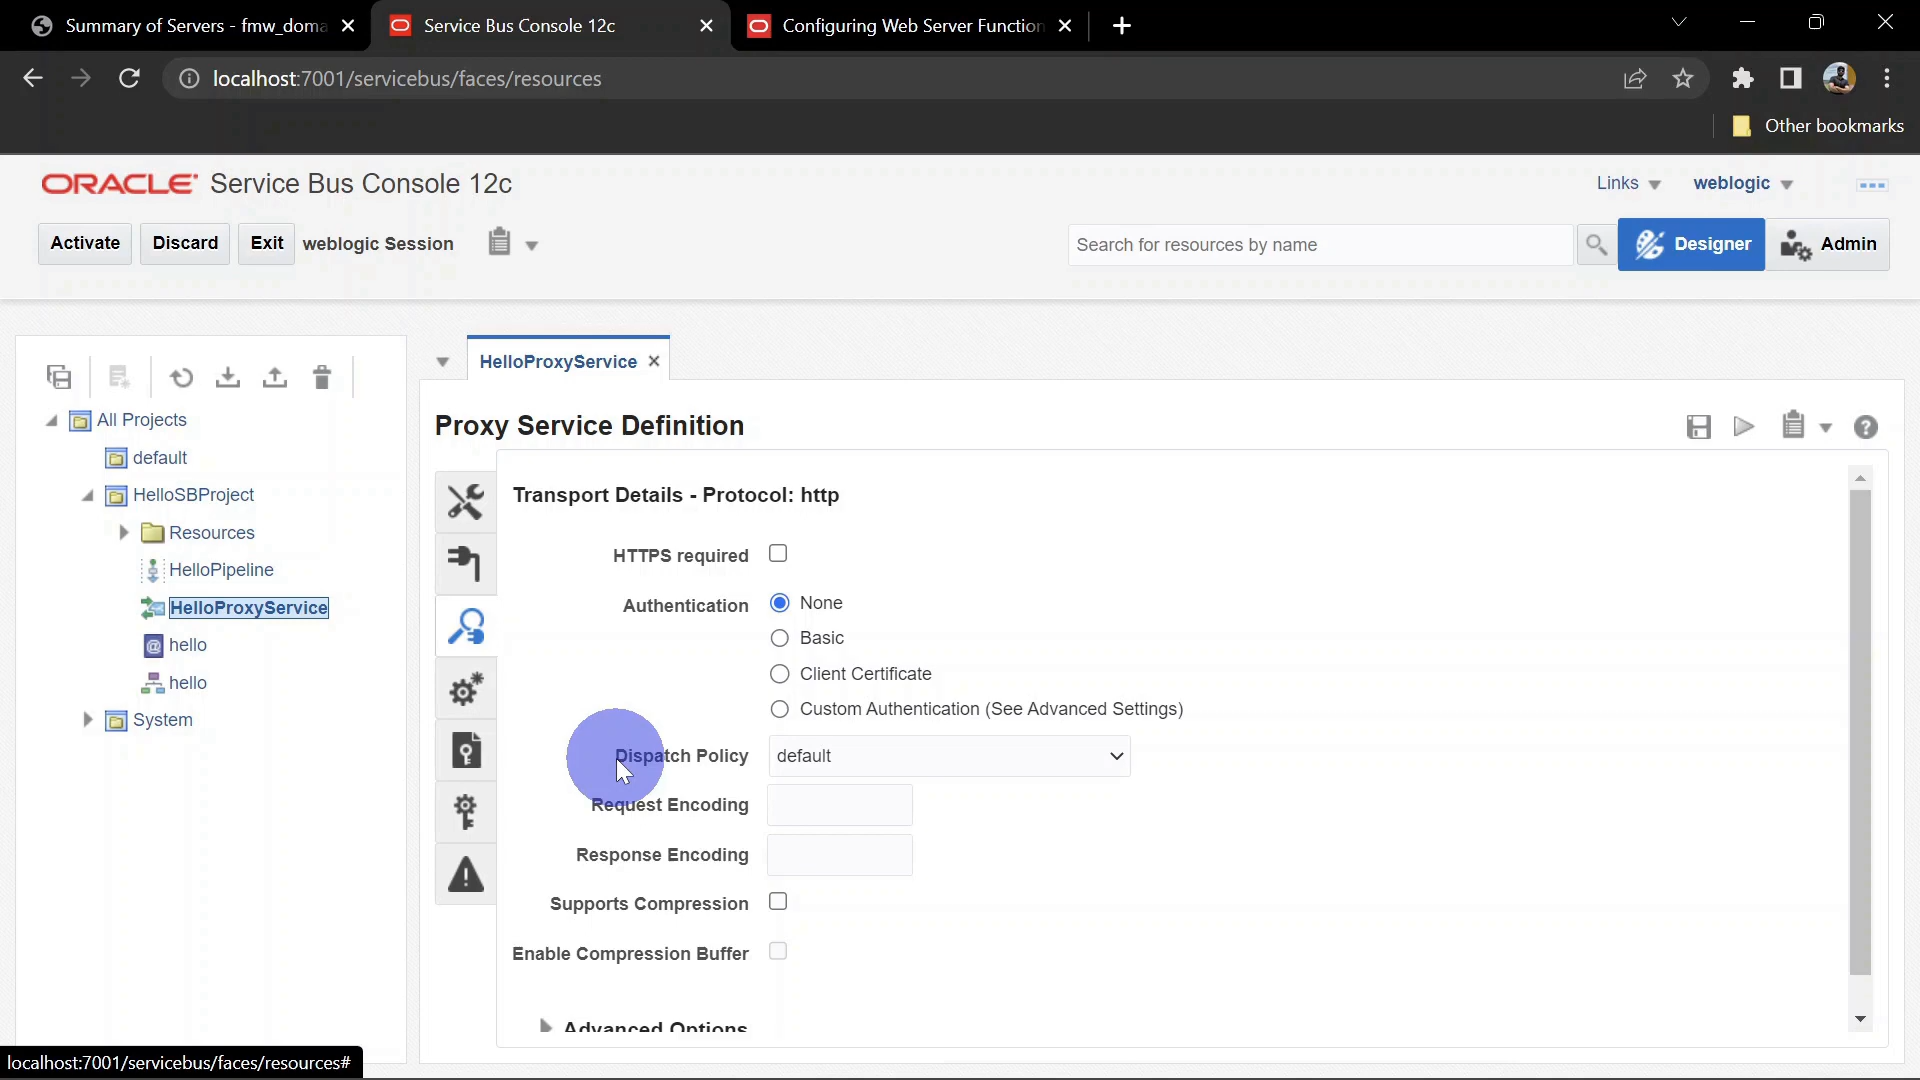 Summary of Servers - fmw_doma
Service Bus Console 12c
Configuring Web Server Function
localhost:7001/servicebus/faces/resources
Other bookmarks
ORACLE Service Bus Console 12c
Links
weblogic
Activate
Discard
Exit
weblogic Session
Search for resources by name
Designer
Admin
HelloProxyService
All Projects
default
HelloSBProject
Resources
HelloPipeline
HelloProxyService
hello
hello
System
Proxy Service Definition
Transport Details - Protocol: http
HTTPS required
Authentication
None
Basic
Client Certificate
Custom Authentication (See Advanced Settings)
Dispatch Policy
default
Request Encoding
Response Encoding
Supports Compression
Enable Compression Buffer
Advanced Options
localhost:7001/servicebus/faces/resources#